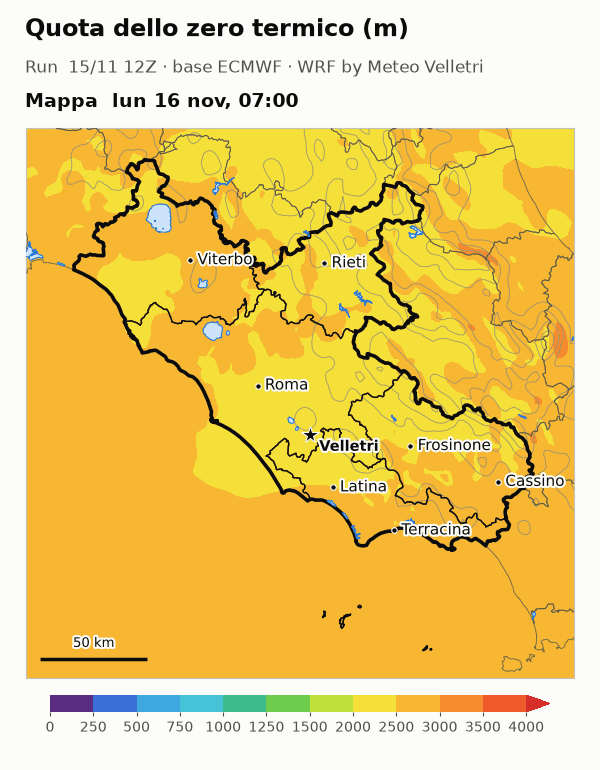 Quota dello zero termico (m)
Run  15/11 12Z · base ECMWF · WRF by Meteo Velletri
Mappa  lun 16 nov, 07:00
Viterbo
Rieti
Roma
Velletri
Frosinone
Cassino
Latina
Terracina
50 km
0 250 500 750 1000 1250 1500 2000 2500 3000 3500 4000